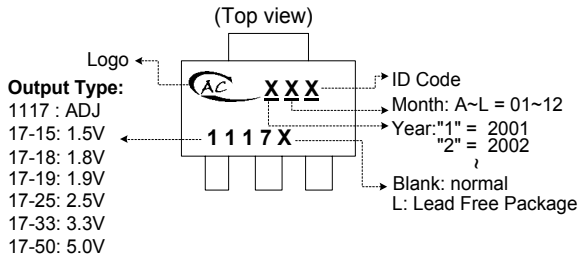 (Top view)
Logo
AC
X X X
ID Code
Month: A~L = 01~12
Year:"1" = 2001
"2" = 2002
~
Output Type:
1117 : ADJ
17-15: 1.5V
17-18: 1.8V
17-19: 1.9V
17-25: 2.5V
17-33: 3.3V
17-50: 5.0V
1 1 1 7 X
Blank: normal
L: Lead Free Package